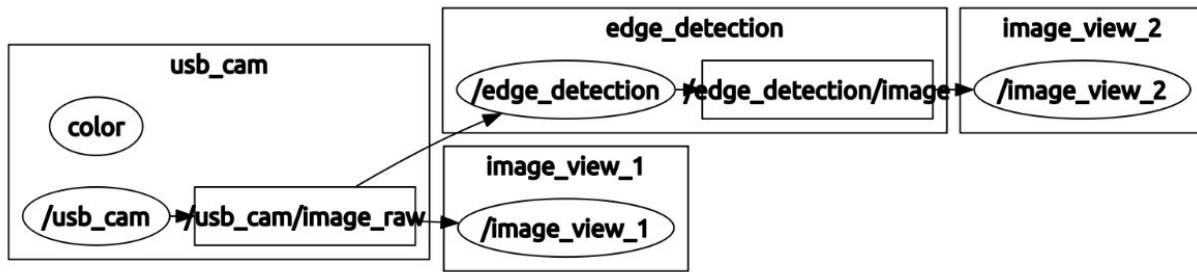 usb_cam
color
/usb_cam
/usb_cam/image_raw
edge_detection
/edge_detection
/edge_detection/image
image_view_1
/image_view_1
image_view_2
/image_view_2